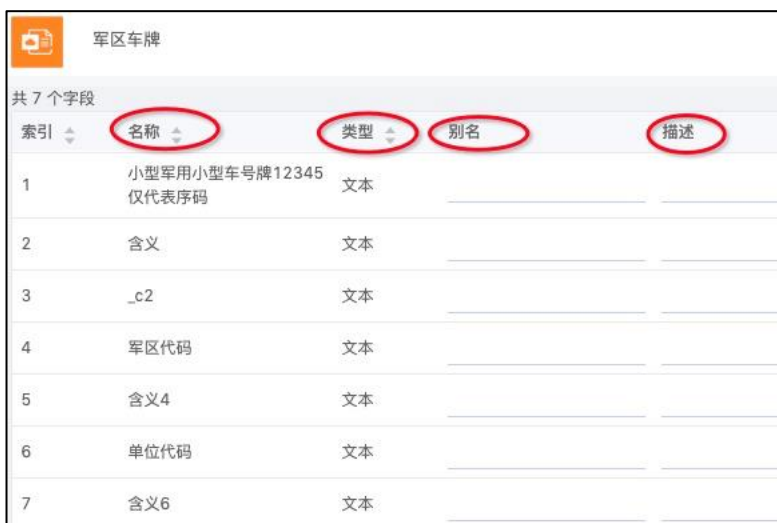 军区车牌
共 7 个字段
索引 名称 类型 别名 描述
1 小型军用小型车号牌12345 文本
仅代表序码
2 含义 文本
3 _c2 文本
4 军区代码 文本
5 含义4 文本
6 单位代码 文本
7 含义6 文本